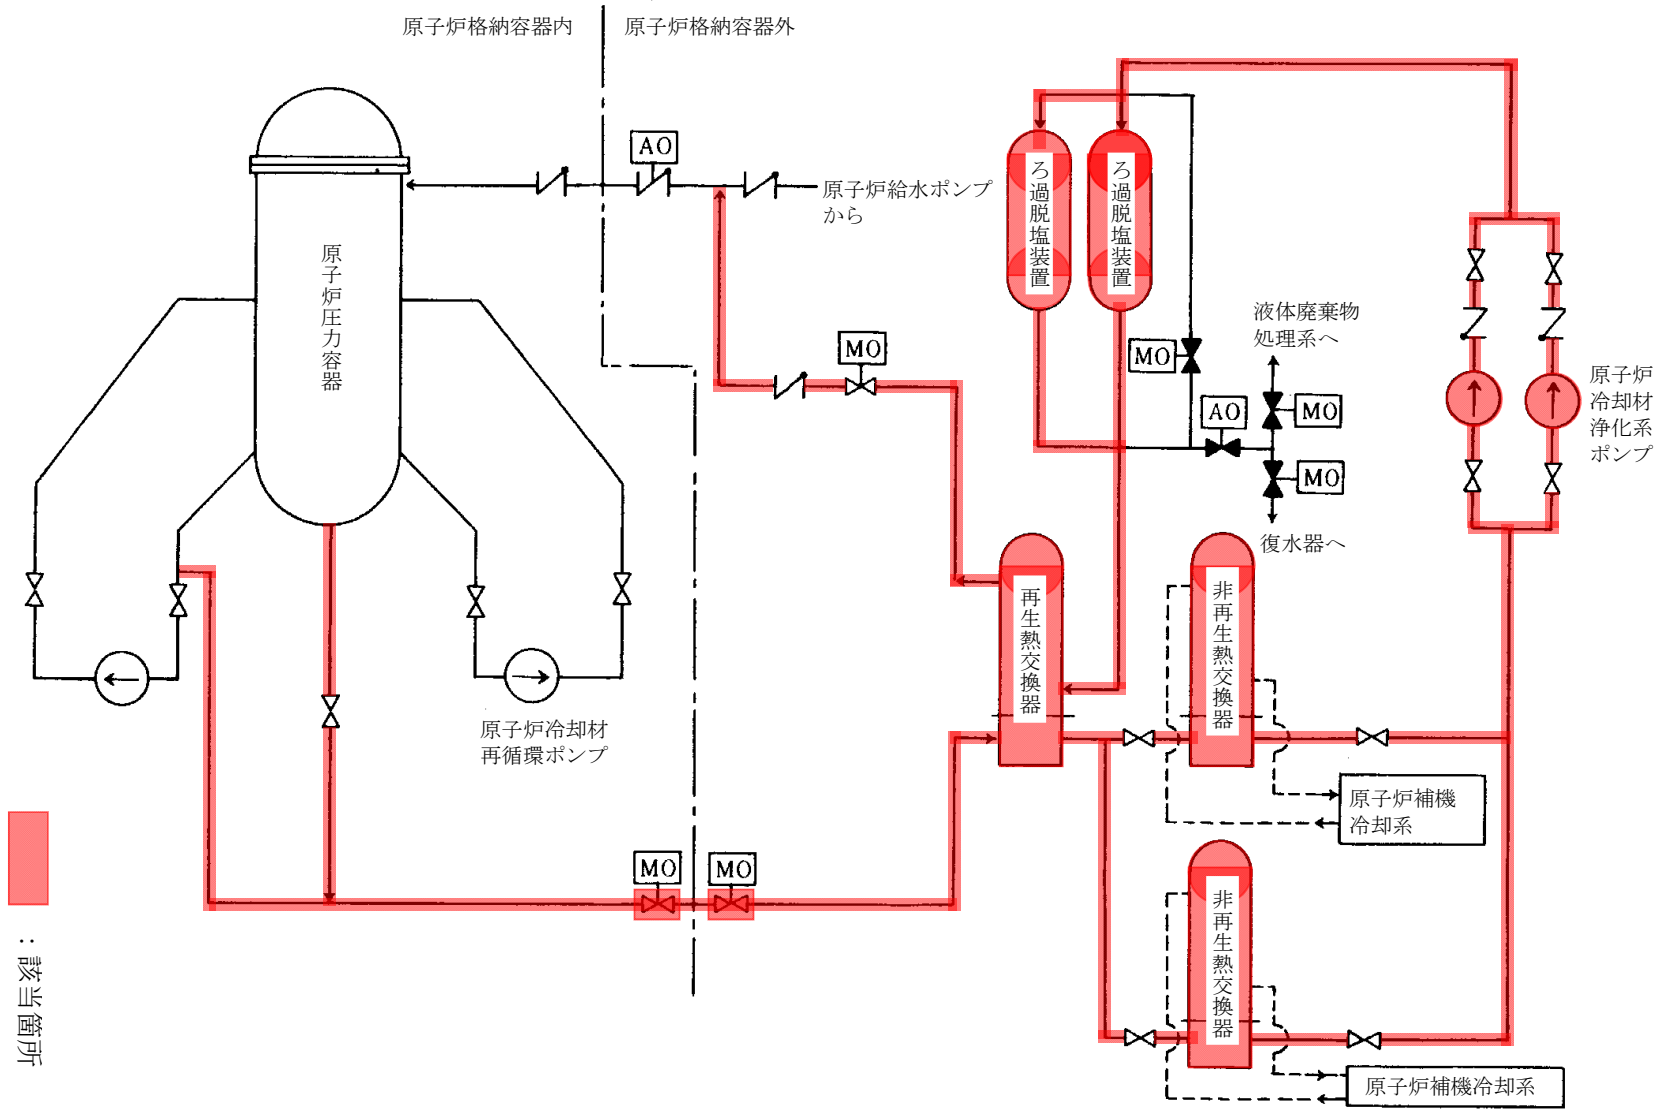 原子炉格納容器内
原子炉格納容器外
AO
原子炉給水ポンプ
から
原子炉圧力容器
ろ過脱塩装置
ろ過脱塩装置
液体廃棄物
処理系へ
MO
MO
AO
MO
MO
復水器へ
原子炉
冷却材
浄化系
ポンプ
再生熱交換器
非再生熱交換器
原子炉冷却材
再循環ポンプ
原子炉補機
冷却系
MO
MO
非再生熱交換器
原子炉補機冷却系
：該当箇所